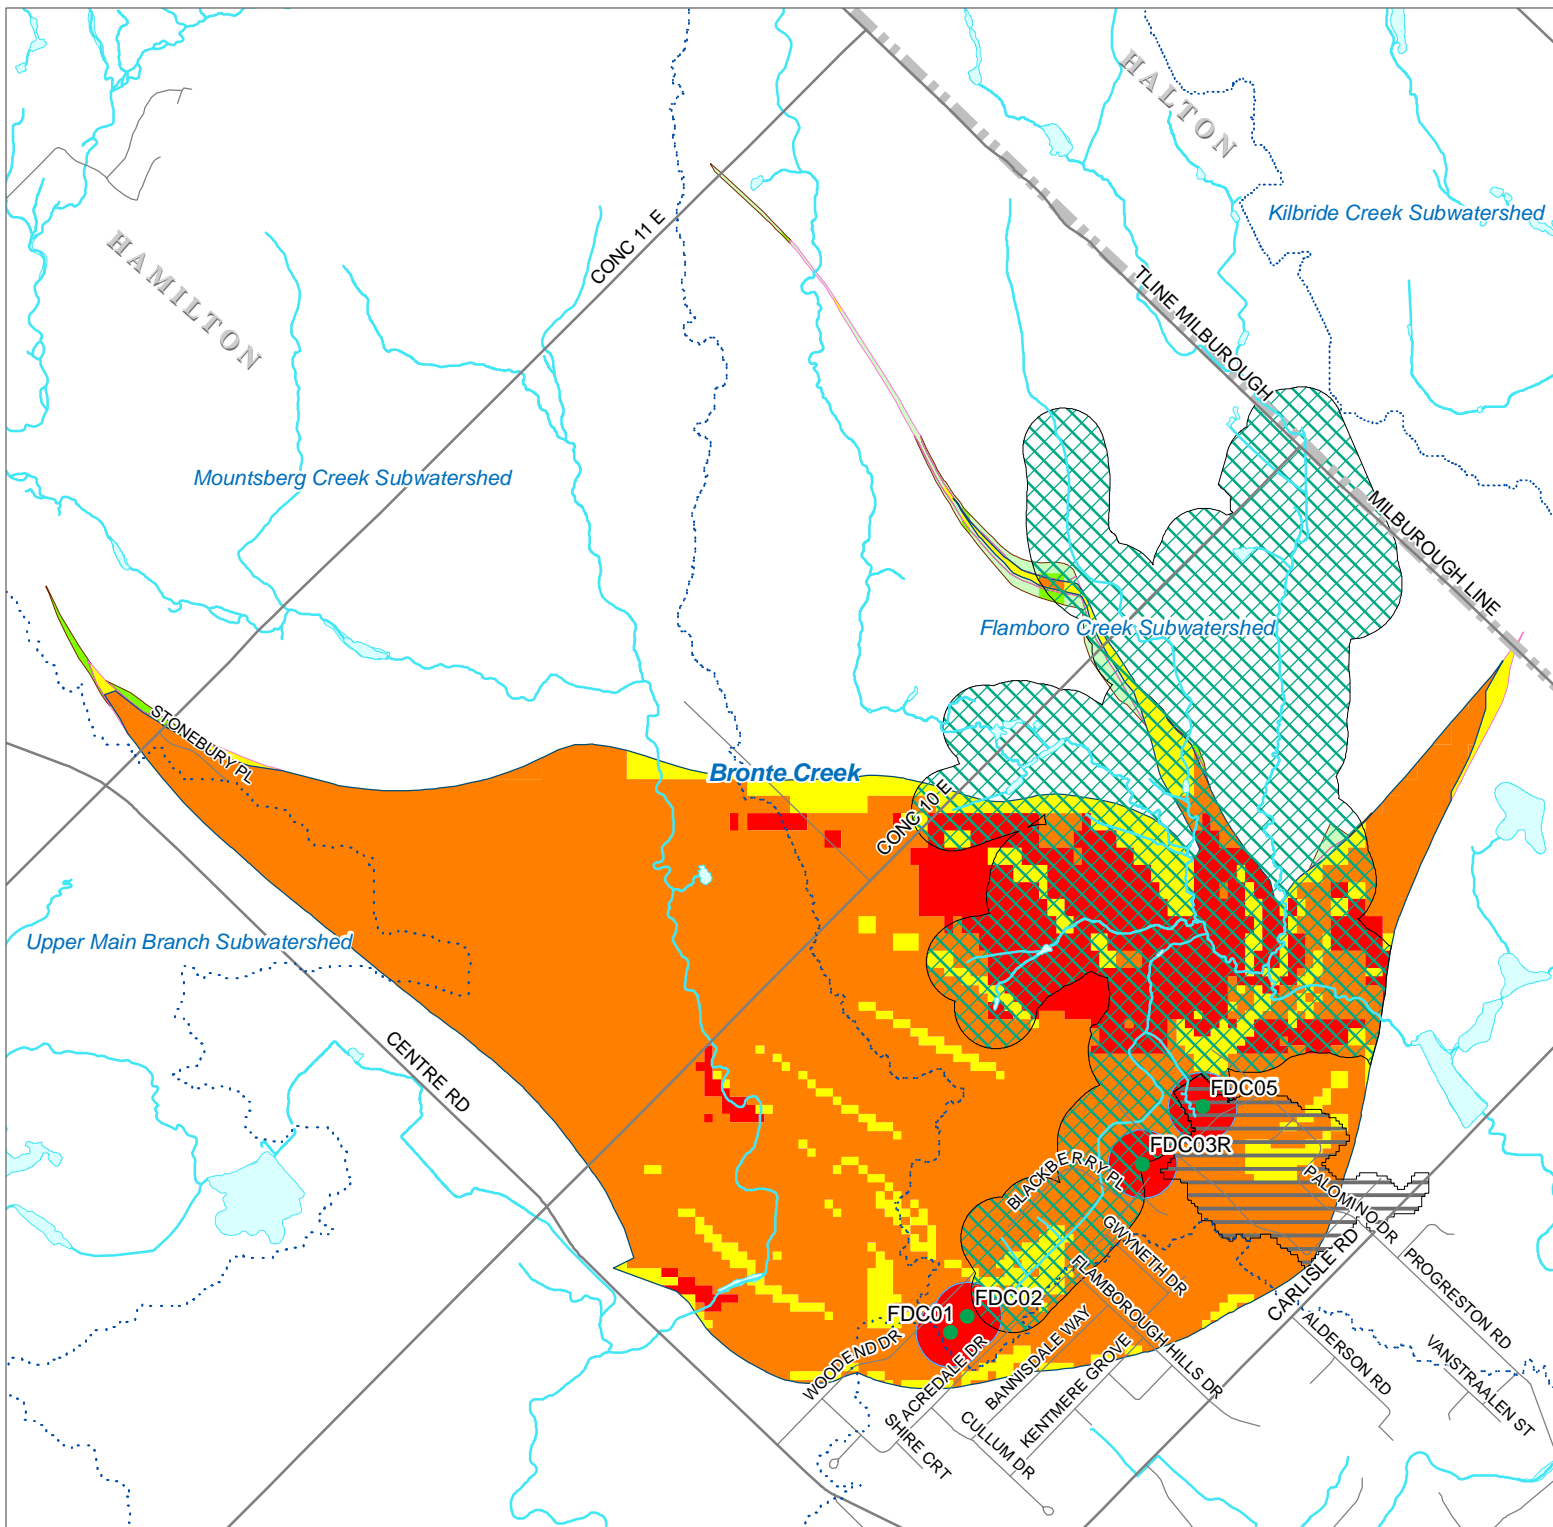 HALTON
Kilbride Creek Subwatershed
CONC 11 E
HAMILTON
TLINE MILBOROUGH
Mountsberg Creek Subwatershed
MILBUROUGH LINE
Flamboro Creek Subwatershed
STONEBURY PL
Bronte Creek
CONC 10 E
Upper Main Branch Subwatershed
CENTRE RD
FDC05
FDC03R
BLACKBERRY PL
PALOMINO DR
GWYNETH DR
FLAMBOROUGH HILLS DR
PROGRESTON RD
CARLISLE RD
FDC02
FDC01
WOODEND DR
ACREDALE DR
BANNISDALE WAY
KENTMERE GROVE
ALDERSON RD
VANSTRAALEN ST
SHIRE CRT
CULLUM DR